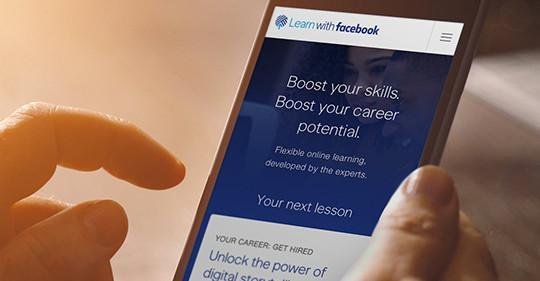 Learn with facebook
Boost your skills.
Boost your career
potential.
Flexible online learning,
developed by the experts.
Your next lesson
YOUR CAREER: GET HIRED
Unlock the power of
digital